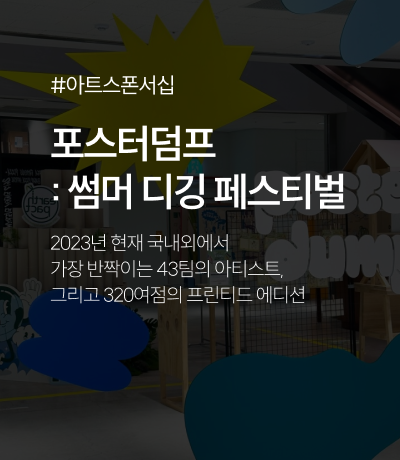 #아트스폰서십
포스터덤프
: 썸머 디깅 페스티벌
2023년 현재 국내외에서
가장 반짝이는 43팀의 아티스트,
그리고 320여점의 프린티드 에디션
poster
dump